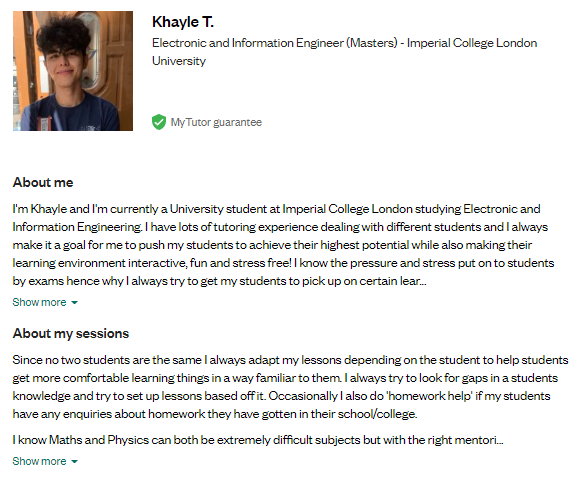 Khayle T.
Electronic and Information Engineer (Masters) - Imperial College London
University
MyTutor guarantee
About me
I'm Khayle and I'm currently a University student at Imperial College London studying Electronic and
Information Engineering. I have lots of tutoring experience dealing with different students and I always
make it a goal for me to push my students to achieve their highest potential while also making their
learning environment interactive, fun and stress free! I know the pressure and stress put on to students
by exams hence why I always try to get my students to pick up on certain lear...
Show more
About my sessions
Since no two students are the same I always adapt my lessons depending on the student to help students
get more comfortable learning things in a way familiar to them. I always try to look for gaps in a students
knowledge and try to set up lessons based off it. Occasionally I also do 'homework help' if my students
have any enquiries about homework they have gotten in their school/college.
I know Maths and Physics can both be extremely difficult subjects but with the right mentori...
Show more